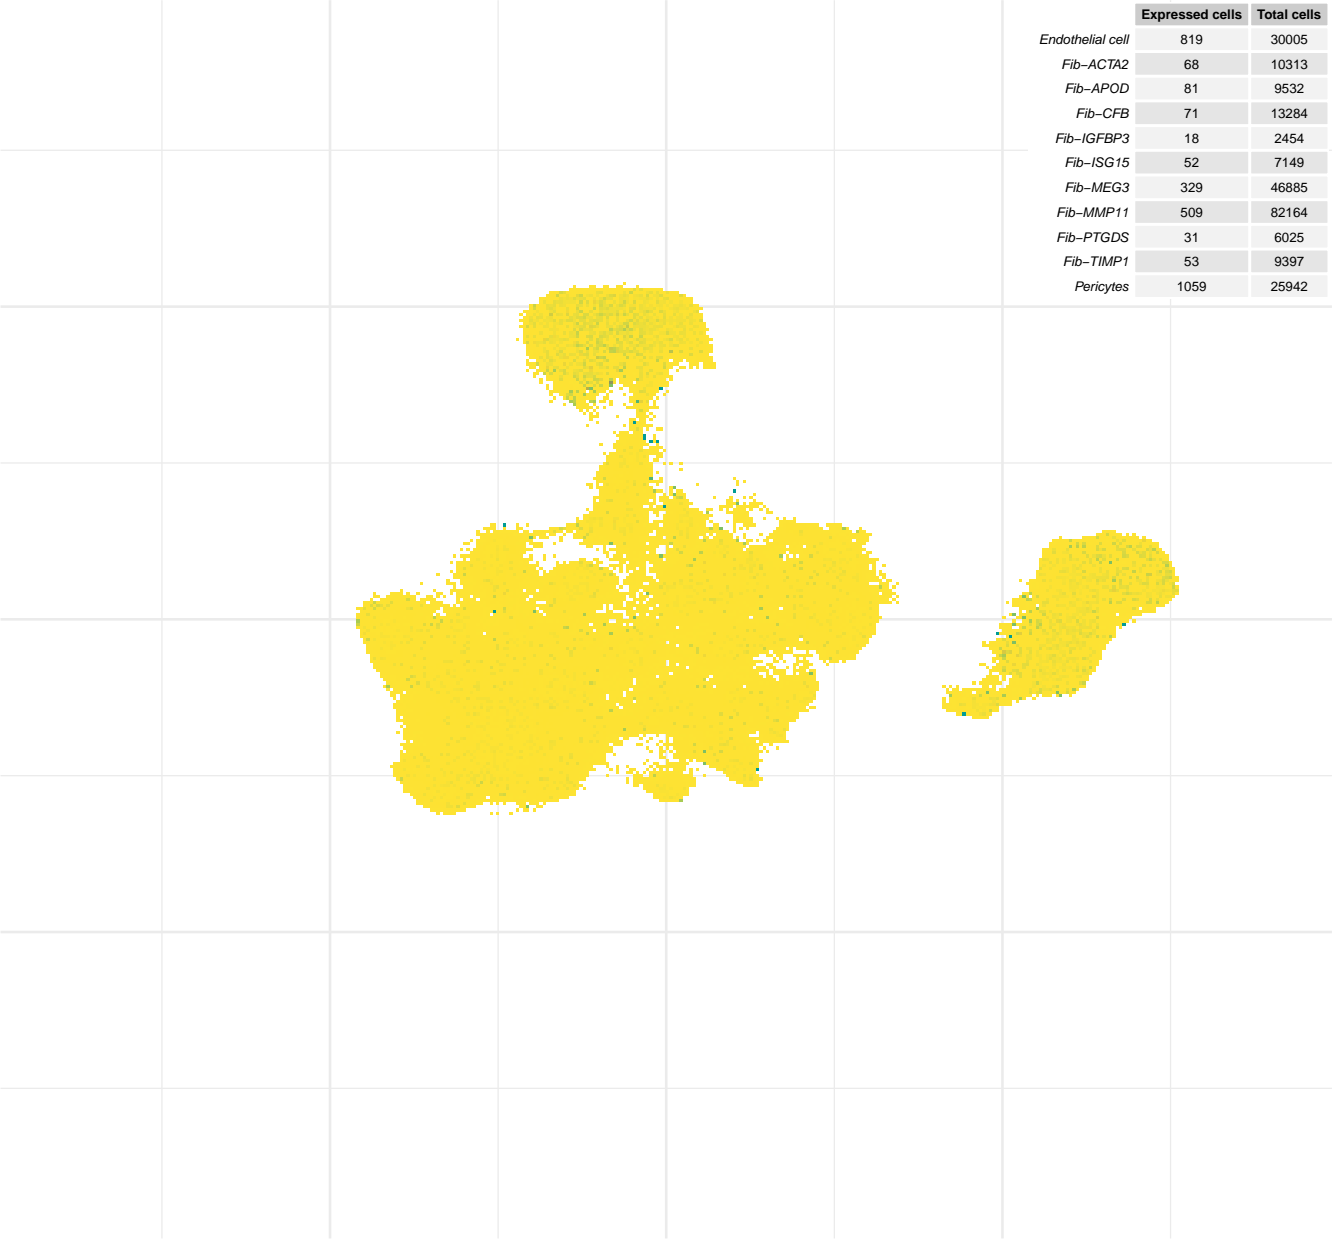 Expressed cells Total cells
Endothelial cell 819 30005
Fib−ACTA2 68 10313
Fib−APOD 81 9532
Fib−CFB 71 13284
Fib−IGFBP3 18 2454
Fib−ISG15 52 7149
Fib−MEG3 329 46885
Fib−MMP11 509 82164
Fib−PTGDS 31 6025
Fib−TIMP1 53 9397
Pericytes 1059 25942